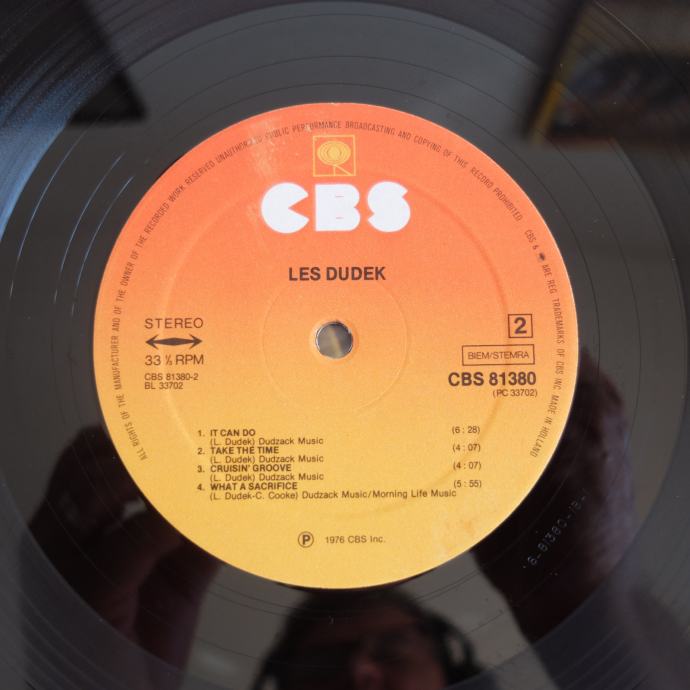 ALL RIGHTS OF THE MANUFACTURER AND OF THE OWNER OF THE RECORDED WORK RESERVED UNAUTHORIZED PUBLIC PERFORMANCE BROADCASTING AND COPYING OF THIS RECORD PROHIBITED CBS & ARE REG. TRADEMARKS OF CBS INC. MADE IN HOLLAND
CBS
LES DUDEK
STEREO
33 ⅓ RPM
CBS 81380-2
BL 33702
2
BIEM/STEMRA
CBS 81380
(PC 33702)
1. IT CAN DO (6 : 28)
(L. Dudek) Dudzack Music
2. TAKE THE TIME (4 : 07)
(L. Dudek) Dudzack Music
3. CRUISIN' GROOVE (4 : 07)
(L. Dudek) Dudzack Music
4. WHAT A SACRIFICE (5 : 55)
(L. Dudek-C. Cooke) Dudzack Music/Morning Life Music
Ⓟ 1976 CBS Inc.